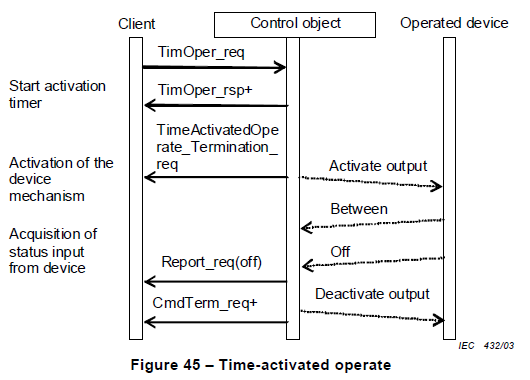 Client
Control object
Operated device
TimOper_req
Start activation
timer
TimOper_rsp+
TimeActivatedOpe
rate_Termination_
req
Activation of the
device
mechanism
Activate output
Between
Acquisition of
status input
from device
Off
Report_req(off)
Deactivate output
CmdTerm_req+
IEC 432/03
Figure 45 – Time-activated operate